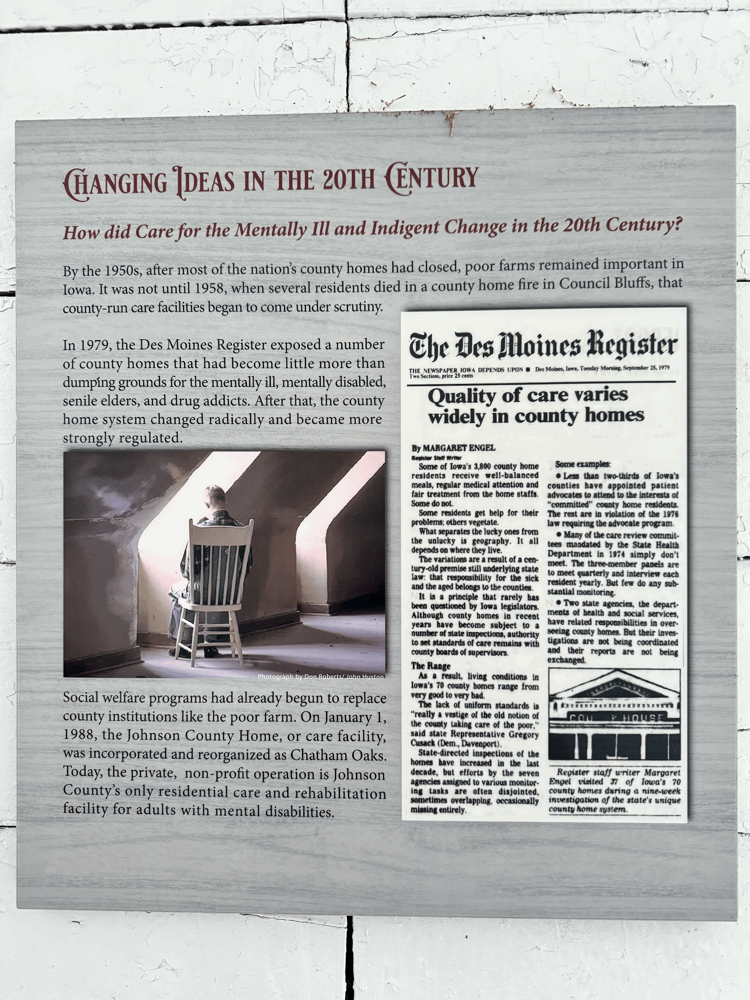 Changing Ideas in the 20th Century
How did Care for the Mentally Ill and Indigent Change in the 20th Century?
By the 1950s, after most of the nation's county homes had closed, poor farms remained important in
Iowa. It was not until 1958, when several residents died in a county home fire in Council Bluffs, that
county-run care facilities began to come under scrutiny.
In 1979, the Des Moines Register exposed a number
of county homes that had become little more than
dumping grounds for the mentally ill, mentally disabled,
senile elders, and drug addicts. After that, the county
home system changed radically and became more
strongly regulated.
Photograph by Don Roberts/ John Huston
Social welfare programs had already begun to replace
county institutions like the poor farm. On January 1,
1988, the Johnson County Home, or care facility,
was incorporated and reorganized as Chatham Oaks.
Today, the private, non-profit operation is Johnson
County's only residential care and rehabilitation
facility for adults with mental disabilities.
The Des Moines Register
THE NEWSPAPER IOWA DEPENDS UPON ■ Des Moines, Iowa, Tuesday Morning, September 25, 1979
Two Sections, price 25 cents
Quality of care varies
widely in county homes
By MARGARET ENGEL
Register Staff Writer
Some of Iowa's 3,800 county home
residents receive well-balanced
meals, regular medical attention and
fair treatment from the home staffs.
Some do not.
Some residents get help for their
problems; others vegetate.
What separates the lucky ones from
the unlucky is geography. It all
depends on where they live.
The variations are a result of a cen-
tury-old premise still underlying state
law: that responsibility for the sick
and the aged belongs to the counties.
It is a principle that rarely has
been questioned by Iowa legislators.
Although county homes in recent
years have become subject to a
number of state inspections, authority
to set standards of care remains with
county boards of supervisors.
The Range
As a result, living conditions in
Iowa's 70 county homes range from
very good to very bad.
The lack of uniform standards is
"really a vestige of the old notion of
the county taking care of the poor,"
said state Representative Gregory
Cusack (Dem., Davenport).
State-directed inspections of the
homes have increased in the last
decade, but efforts by the seven
agencies assigned to various monitor-
ing tasks are often disjointed,
sometimes overlapping, occasionally
missing entirely.
Some examples:
● Less than two-thirds of Iowa's
counties have appointed patient
advocates to attend to the interests of
"committed" county home residents.
The rest are in violation of the 1976
law requiring the advocate program.
● Many of the care review commit-
tees mandated by the State Health
Department in 1974 simply don't
meet. The three-member panels are
to meet quarterly and interview each
resident yearly. But few do any sub-
stantial monitoring.
● Two state agencies, the depart-
ments of health and social services,
have related responsibilities in over-
seeing county homes. But their inves-
tigations are not being coordinated
and their reports are not being
exchanged.
COU Y HOUSE
Register staff writer Margaret
Engel visited 37 of Iowa's 70
county homes during a nine-week
investigation of the state's unique
county home system.